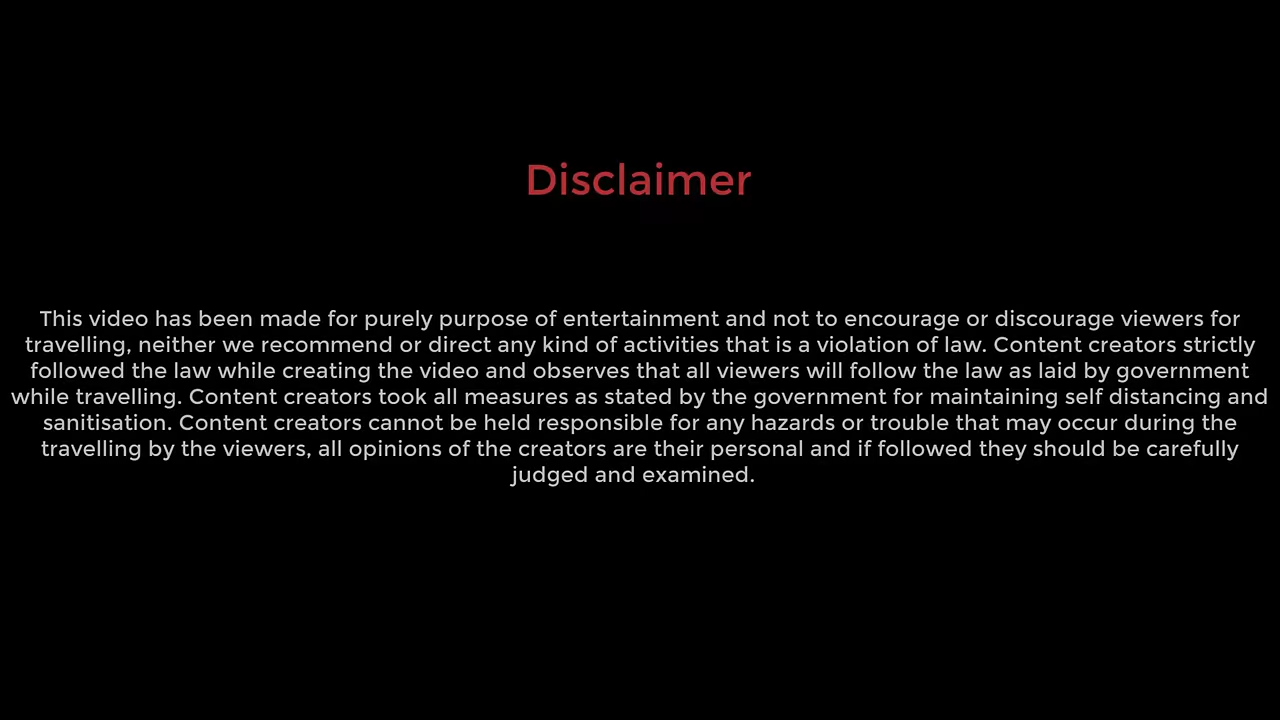 Disclaimer
This video has been made for purely purpose of entertainment and not to encourage or discourage viewers for
travelling, neither we recommend or direct any kind of activities that is a violation of law. Content creators strictly
followed the law while creating the video and observes that all viewers will follow the law as laid by government
while travelling. Content creators took all measures as stated by the government for maintaining self distancing and
sanitisation. Content creators cannot be held responsible for any hazards or trouble that may occur during the
travelling by the viewers, all opinions of the creators are their personal and if followed they should be carefully
judged and examined.